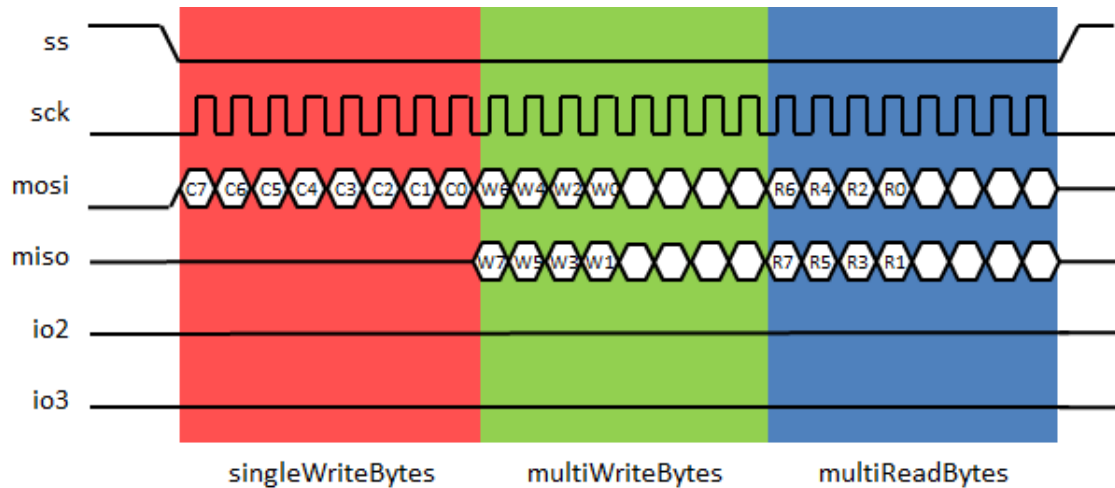 ss
sck
mosi C7 C6 C5 C4 C3 C2 C1 C0 W6 W4 W2 W0 R6 R4 R2 R0
miso W7 W5 W3 W1 R7 R5 R3 R1
io2
io3
singleWriteBytes multiWriteBytes multiReadBytes